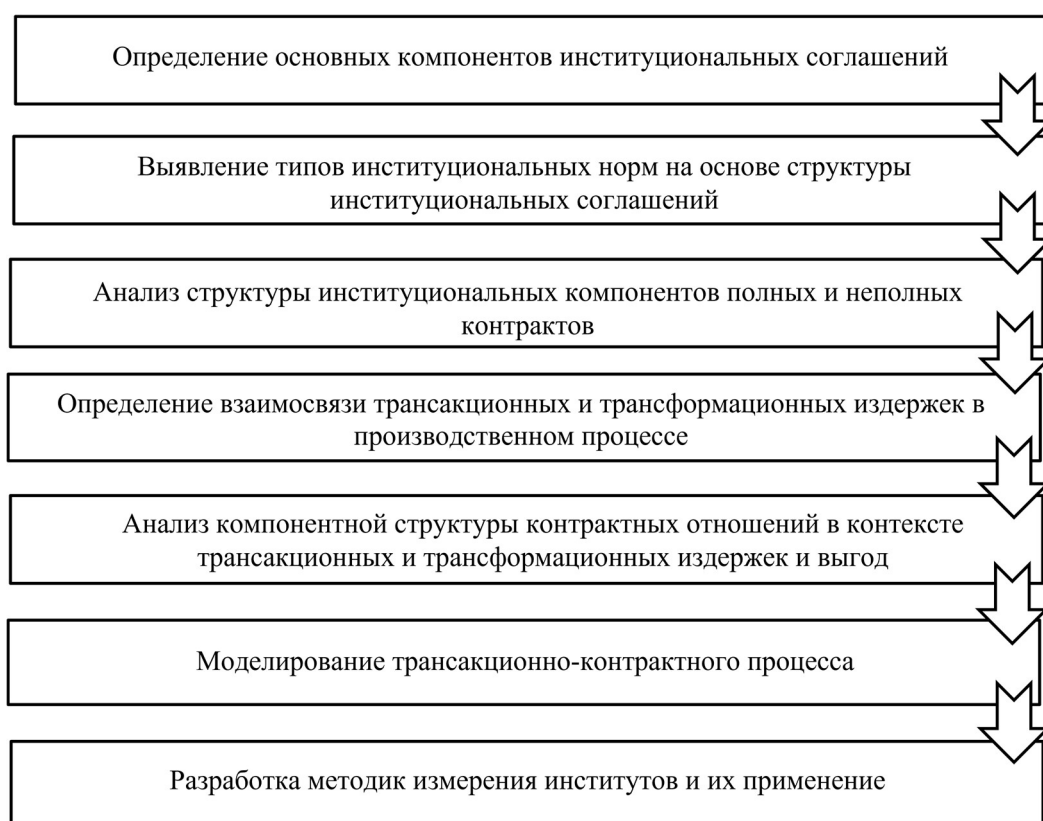 Определение основных компонентов институциональных соглашений
Выявление типов институциональных норм на основе структуры
институциональных соглашений
Анализ структуры институциональных компонентов полных и неполных
контрактов
Определение взаимосвязи трансакционных и трансформационных издержек в
производственном процессе
Анализ компонентной структуры контрактных отношений в контексте
трансакционных и трансформационных издержек и выгод
Моделирование трансакционно-контрактного процесса
Разработка методик измерения институтов и их применение